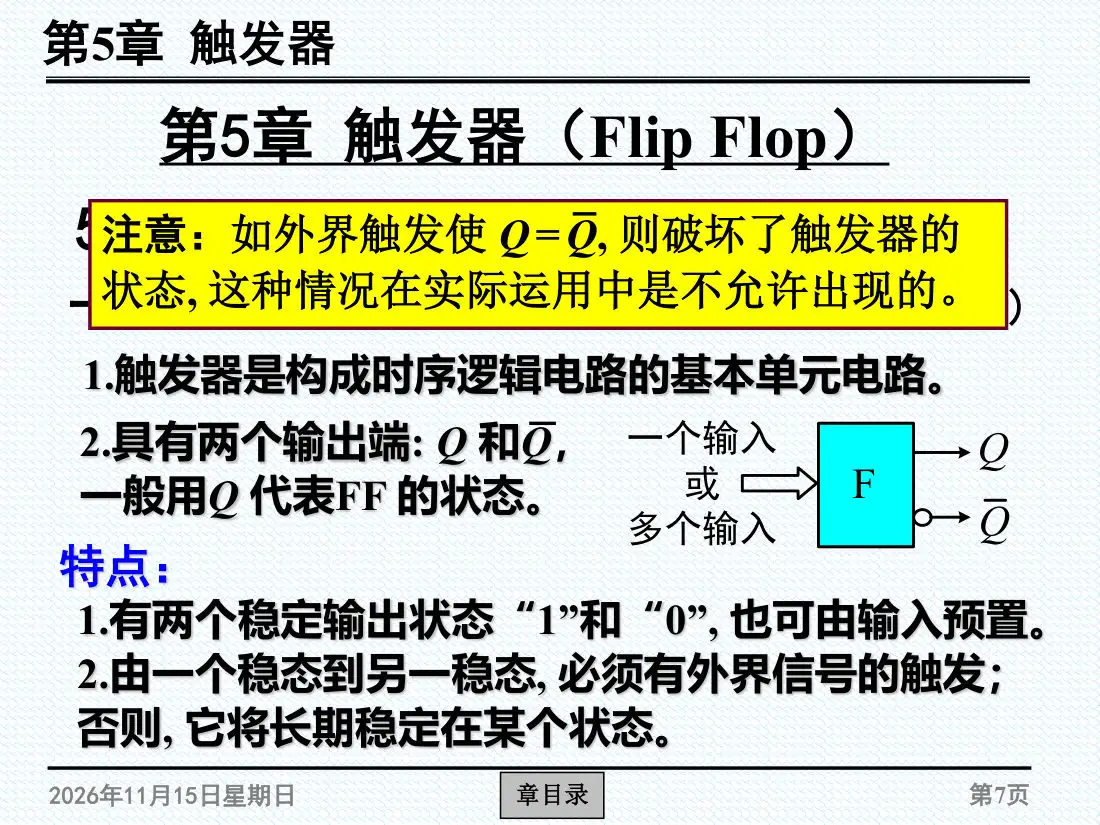 第5章 触发器
第5章 触发器（Flip Flop）
5
注意：如外界触发使 Q=Q̅, 则破坏了触发器的
状态, 这种情况在实际运用中是不允许出现的。
）
1.触发器是构成时序逻辑电路的基本单元电路。
2.具有两个输出端: Q 和Q̅，
一般用Q 代表FF 的状态。
一个输入
或
多个输入
F
Q
Q̅
特点：
1.有两个稳定输出状态“1”和“0”, 也可由输入预置。
2.由一个稳态到另一稳态, 必须有外界信号的触发；
否则, 它将长期稳定在某个状态。
2026年11月15日星期日
章目录
第7页